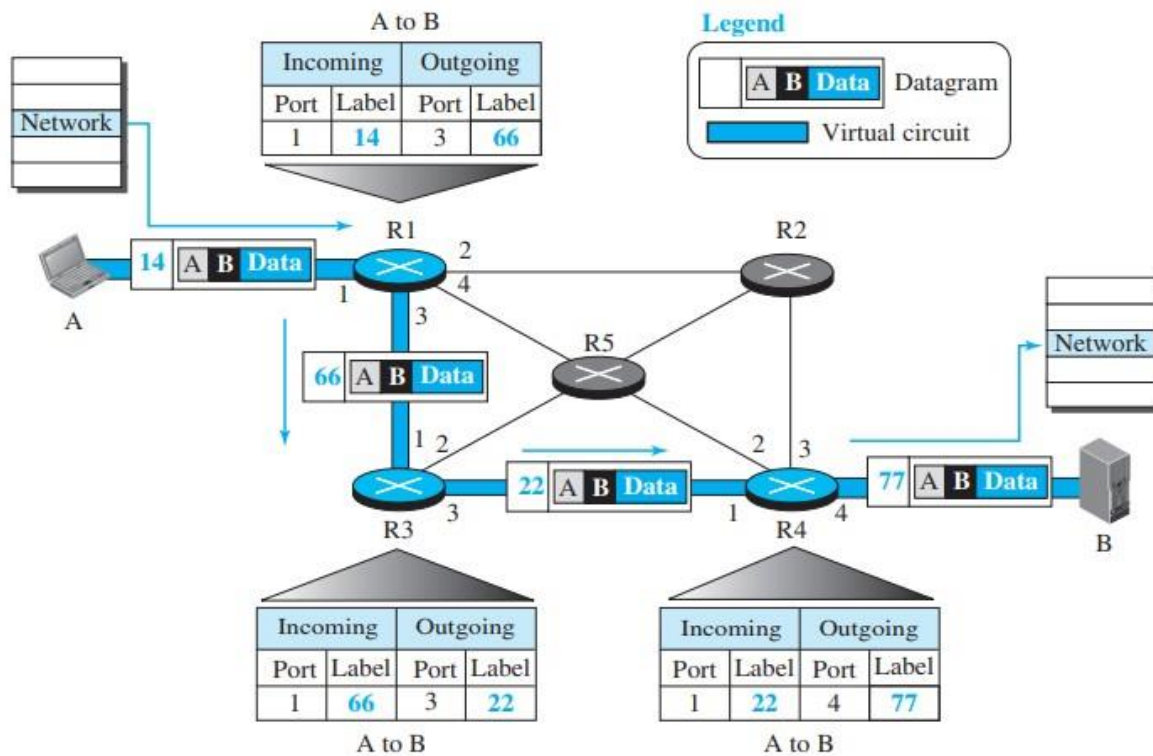 A to B
Incoming Outgoing
Port Label Port Label
1 14 3 66
Legend
A B Data Datagram
Virtual circuit
Network
R1
R2
14 A B Data
A
1
2
4
3
66 A B Data
R5
Network
1 2
2 3
22 A B Data
77 A B Data
3
1
4
R3
R4
B
Incoming Outgoing
Port Label Port Label
1 66 3 22
A to B
Incoming Outgoing
Port Label Port Label
1 22 4 77
A to B